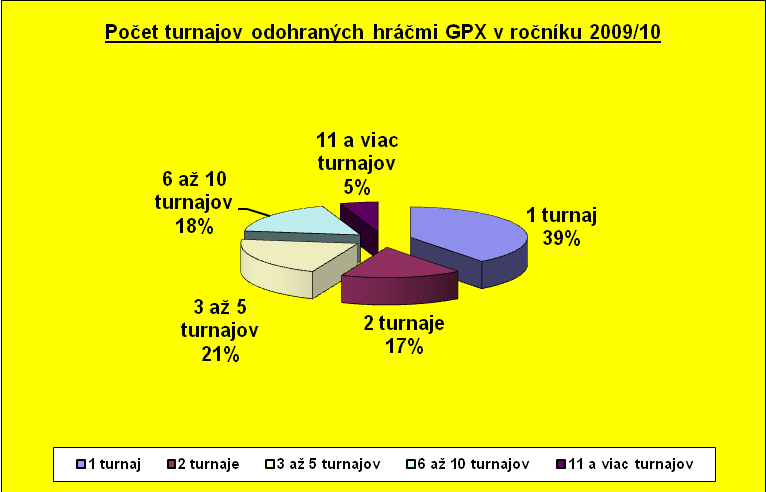 Počet turnajov odohraných hráčmi GPX v ročníku 2009/10
11 a viac
turnajov
5%
6 až 10
turnajov
18%
1 turnaj
39%
3 až 5
turnajov
21%
2 turnaje
17%
1 turnaj 2 turnaje 3 až 5 turnajov 6 až 10 turnajov 11 a viac turnajov